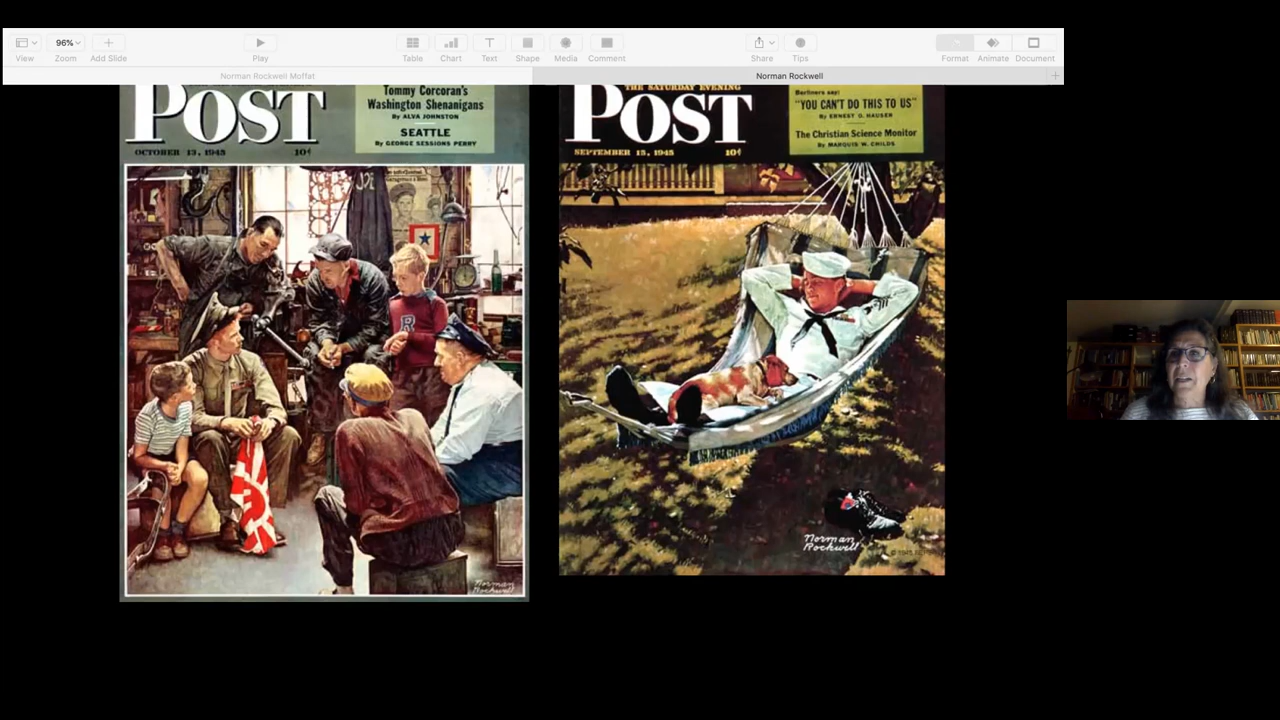 View
96%
Zoom
Add Slide
Play
Table
Chart
Text
Shape
Media
Comment
Share
Tips
Format
Animate
Document
Norman Rockwell Moffat
Norman Rockwell
POST
OCTOBER 13, 1945
10¢
Tommy Corcoran's
Washington Shenanigans
By ALVA JOHNSTON
SEATTLE
By GEORGE SESSIONS PERRY
R
Norman
Rockwell
THE SATURDAY EVENING
POST
SEPTEMBER 15, 1945
10¢
Berliners say:
"YOU CAN'T DO THIS TO US"
By ERNEST O. HAUSER
The Christian Science Monitor
By MARQUIS W. CHILDS
Norman
Rockwell